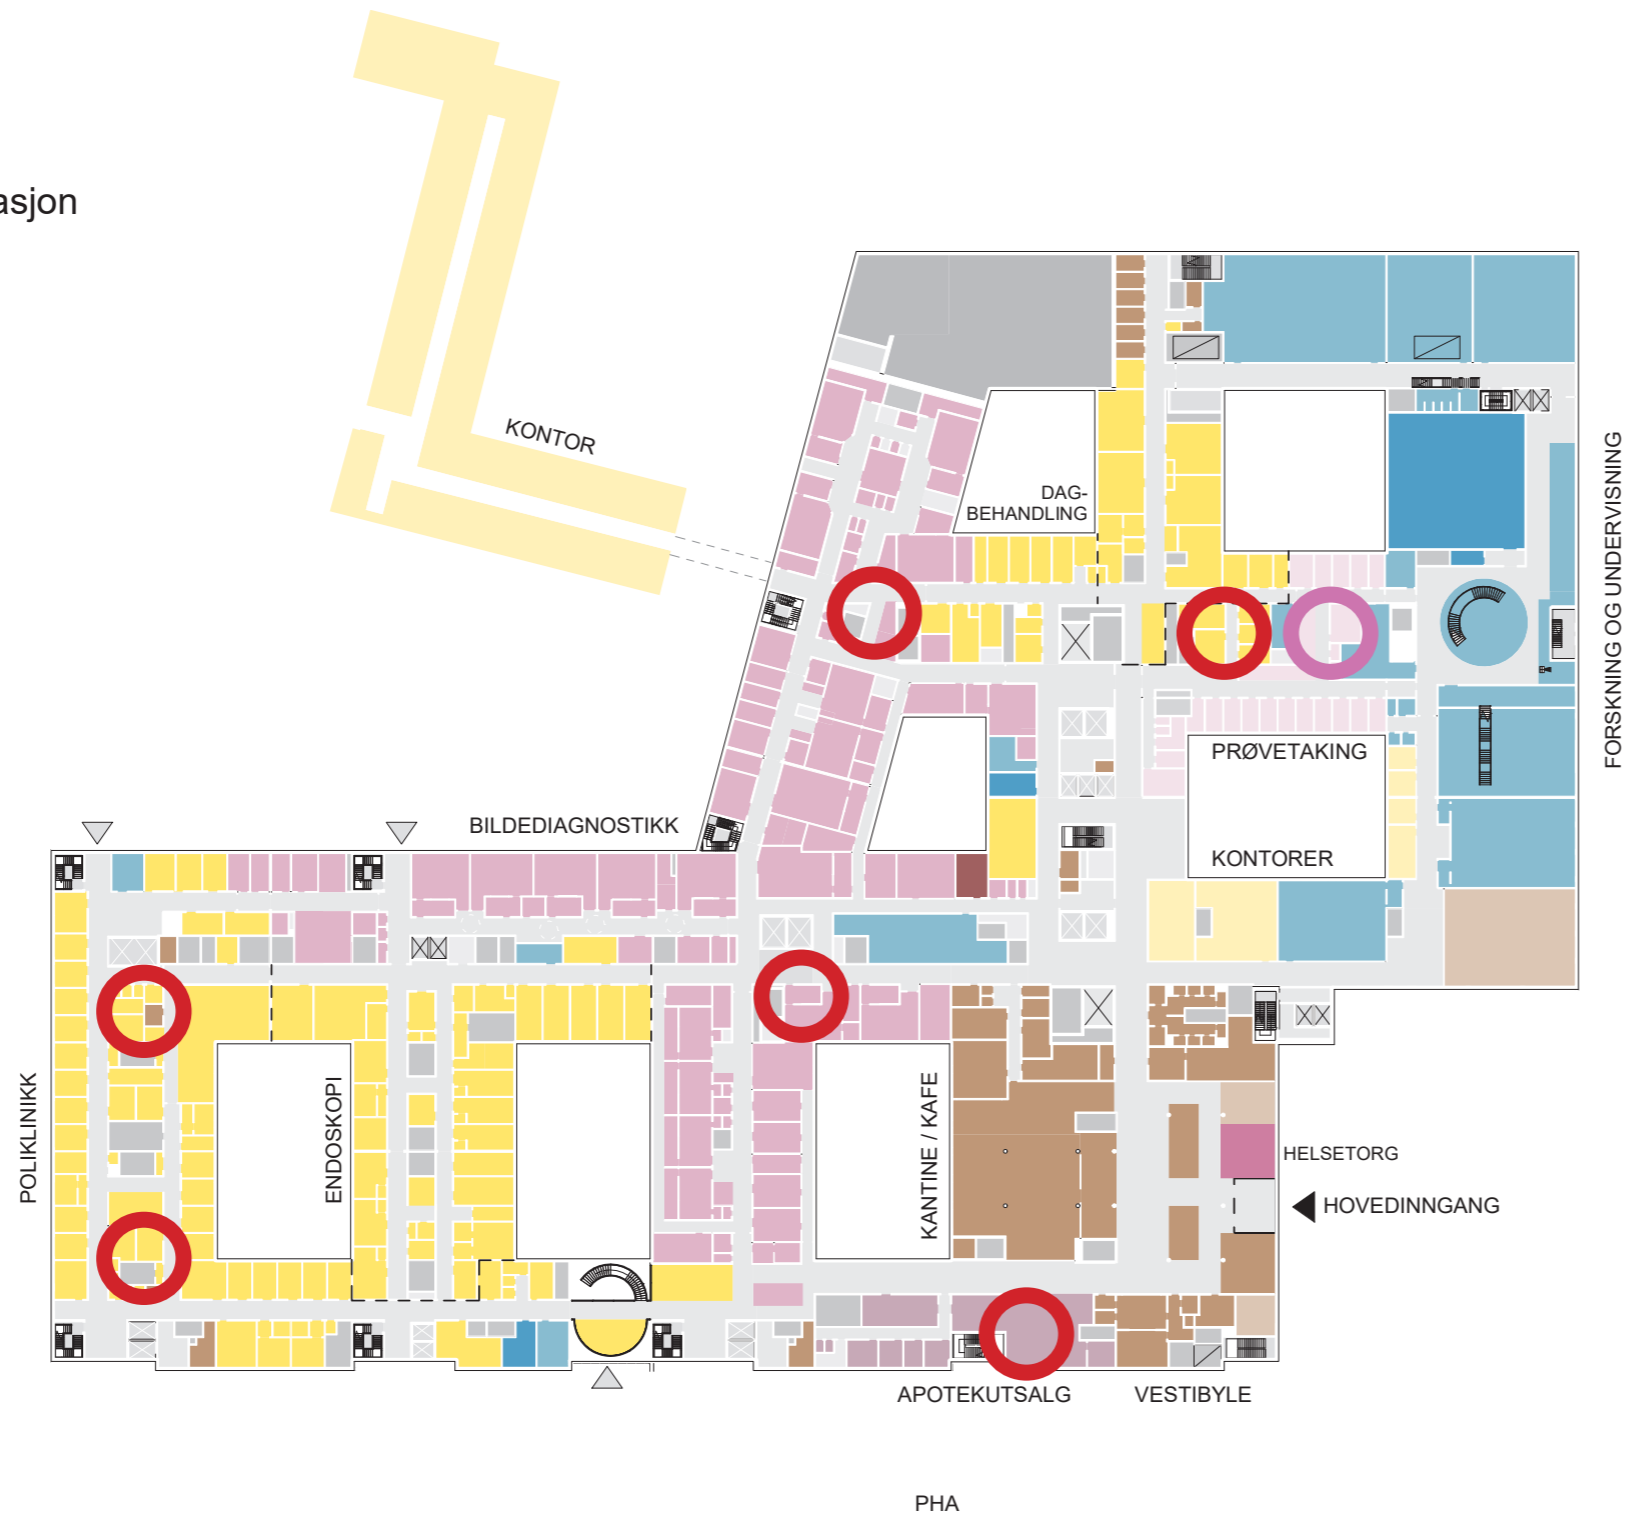 asjon
KONTOR
DAG-
BEHANDLING
FORSKNING OG UNDERVISNING
PRØVETAKING
BILDEDIAGNOSTIKK
KONTORER
POLIKLINIKK
ENDOSKOPI
KANTINE / KAFE
HELSETORG
HOVEDINNGANG
APOTEKUTSALG
VESTIBYLE
PHA